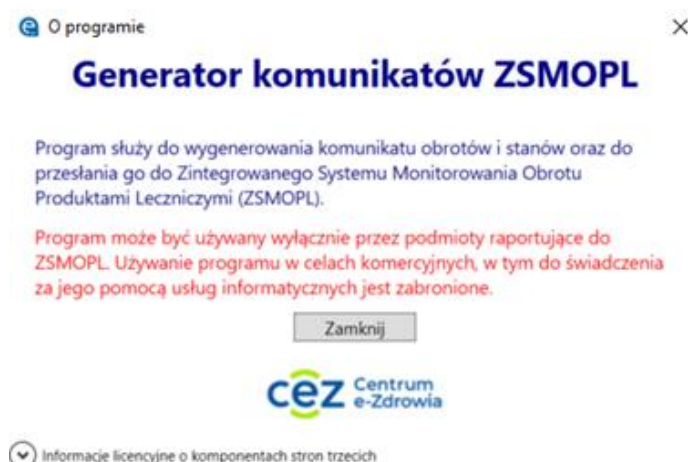 O programie
Generator komunikatów ZSMOPL
Program służy do wygenerowania komunikatu obrotów i stanów oraz do
przesłania go do Zintegrowanego Systemu Monitorowania Obrotu
Produktami Leczniczymi (ZSMOPL).
Program może być używany wyłącznie przez podmioty raportujące do
ZSMOPL. Używanie programu w celach komercyjnych, w tym do świadczenia
za jego pomocą usług informatycznych jest zabronione.
Zamknij
cez Centrum
e-Zdrowia
Informacje licencyjne o komponentach stron trzecich